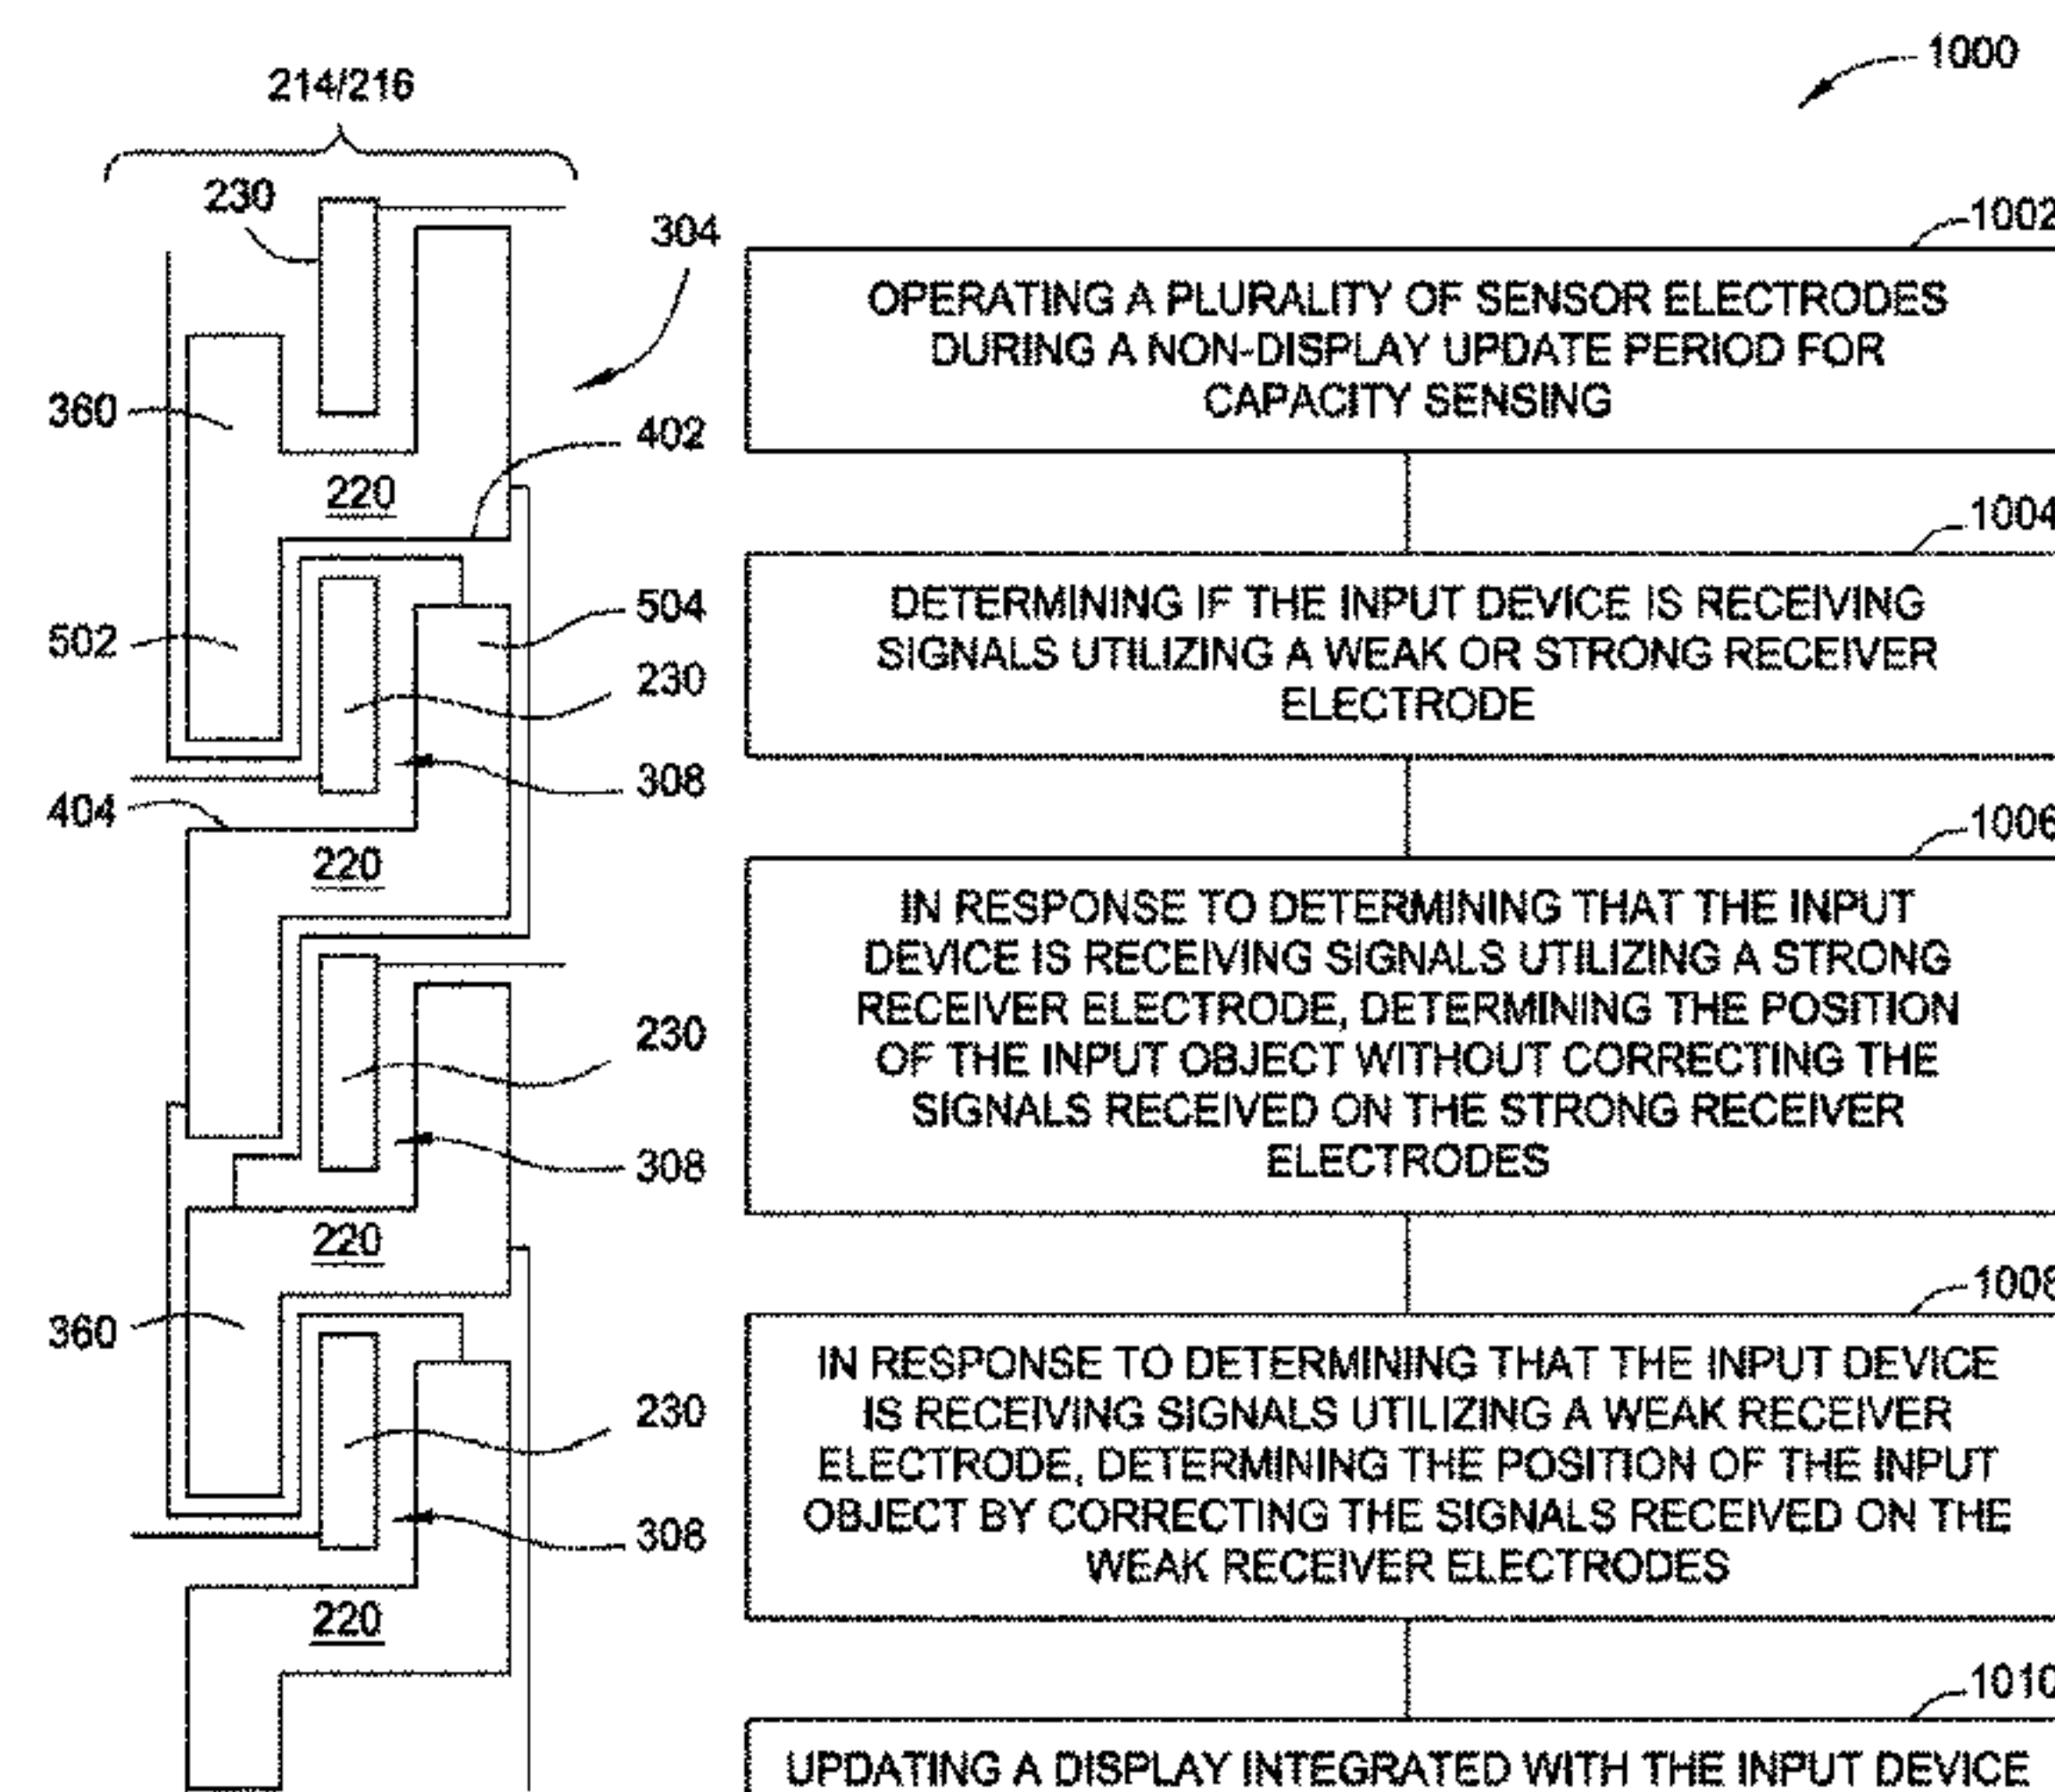 214/216
230
304
360
402
220
502
504
230
308
404
220
230
308
220
360
230
308
220
1000
1002
OPERATING A PLURALITY OF SENSOR ELECTRODES
DURING A NON-DISPLAY UPDATE PERIOD FOR
CAPACITY SENSING
1004
DETERMINING IF THE INPUT DEVICE IS RECEIVING
SIGNALS UTILIZING A WEAK OR STRONG RECEIVER
ELECTRODE
1006
IN RESPONSE TO DETERMINING THAT THE INPUT
DEVICE IS RECEIVING SIGNALS UTILIZING A STRONG
RECEIVER ELECTRODE, DETERMINING THE POSITION
OF THE INPUT OBJECT WITHOUT CORRECTING THE
SIGNALS RECEIVED ON THE STRONG RECEIVER
ELECTRODES
1008
IN RESPONSE TO DETERMINING THAT THE INPUT DEVICE
IS RECEIVING SIGNALS UTILIZING A WEAK RECEIVER
ELECTRODE, DETERMINING THE POSITION OF THE INPUT
OBJECT BY CORRECTING THE SIGNALS RECEIVED ON THE
WEAK RECEIVER ELECTRODES
1010
UPDATING A DISPLAY INTEGRATED WITH THE INPUT DEVICE